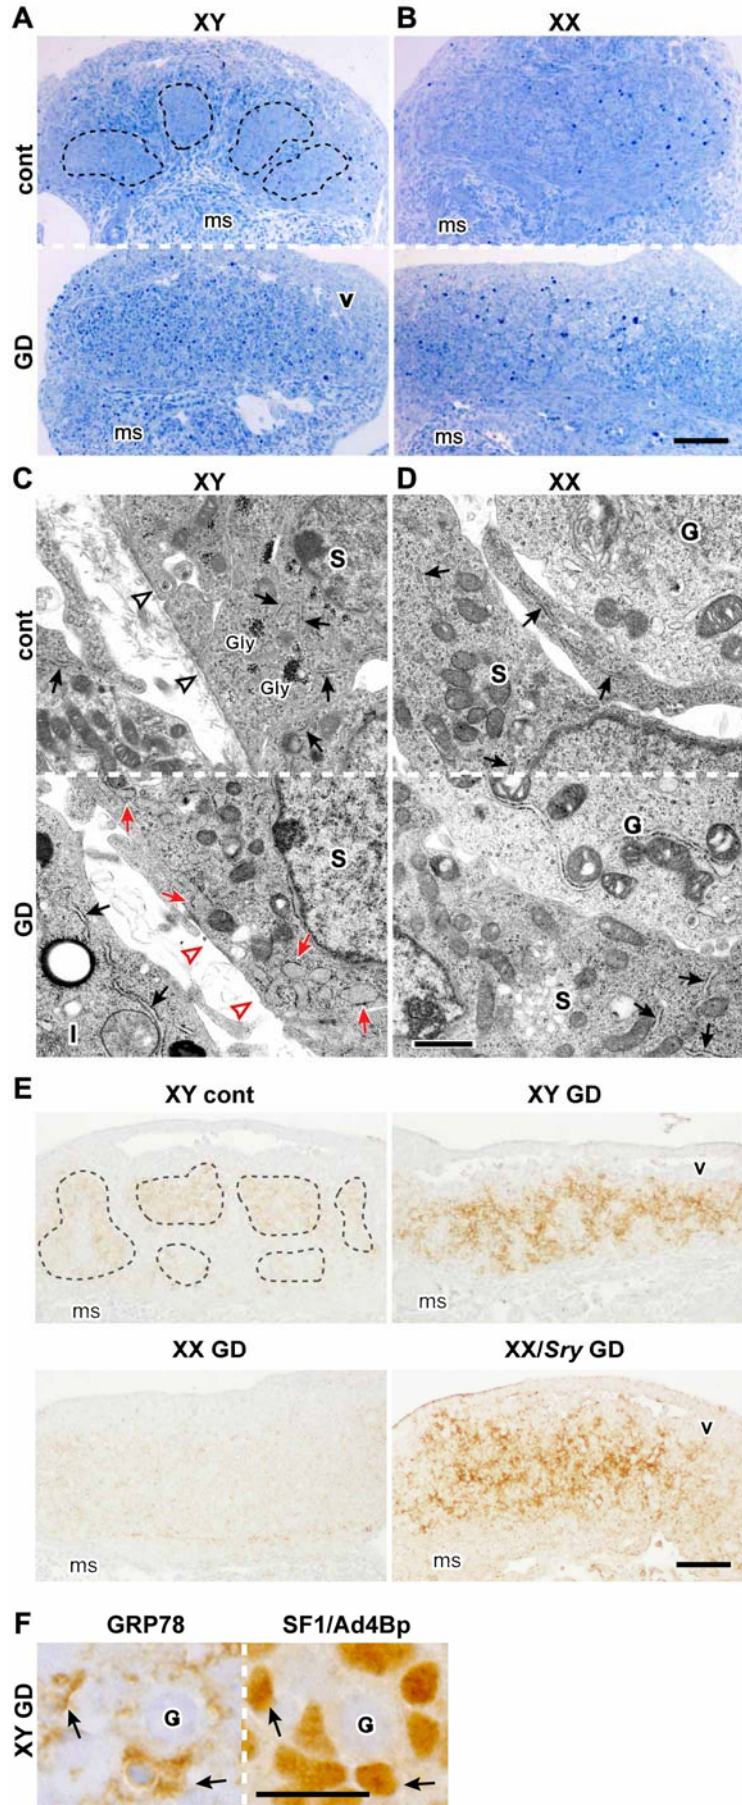 A XY B XX
cont
ms
ms
GD
v
ms
ms
C XY D XX
cont
S
G
Gly
S
Gly
GD
S
G
I
S
E
XY cont XY GD
v
ms
ms
XX GD XX/Sry GD
v
ms
ms
F GRP78 SF1/Ad4Bp
XY GD
G
G